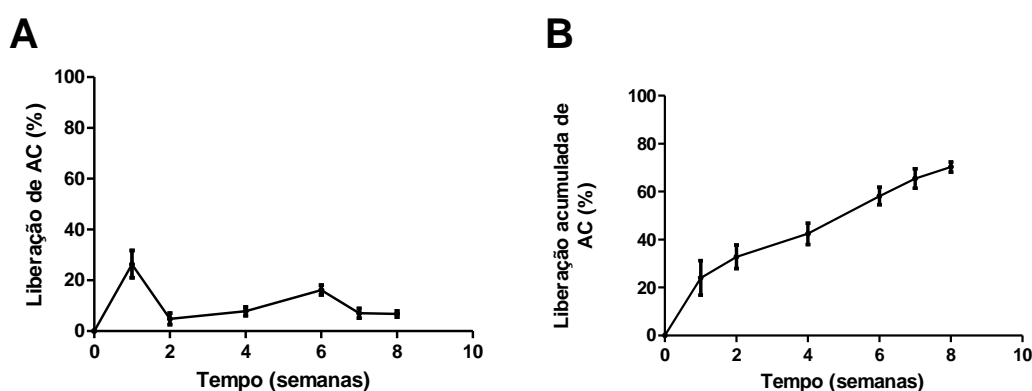 A
Liberação de AC (%)
100
80
60
40
20
0
0 2 4 6 8 10
Tempo (semanas)
B
Liberação acumulada de
AC (%)
100
80
60
40
20
0
0 2 4 6 8 10
Tempo (semanas)